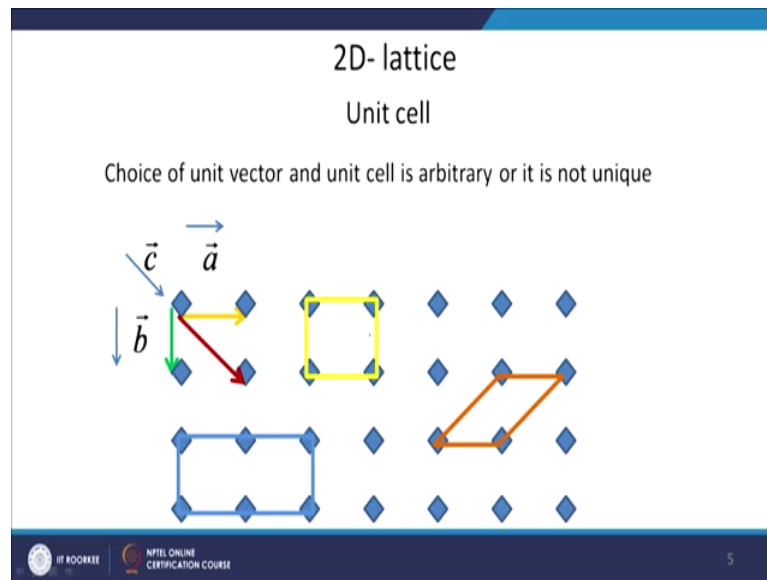 2D- lattice
Unit cell
Choice of unit vector and unit cell is arbitrary or it is not unique
c⃗ a⃗
b⃗
IIT ROORKEE
NPTEL ONLINE
CERTIFICATION COURSE
5